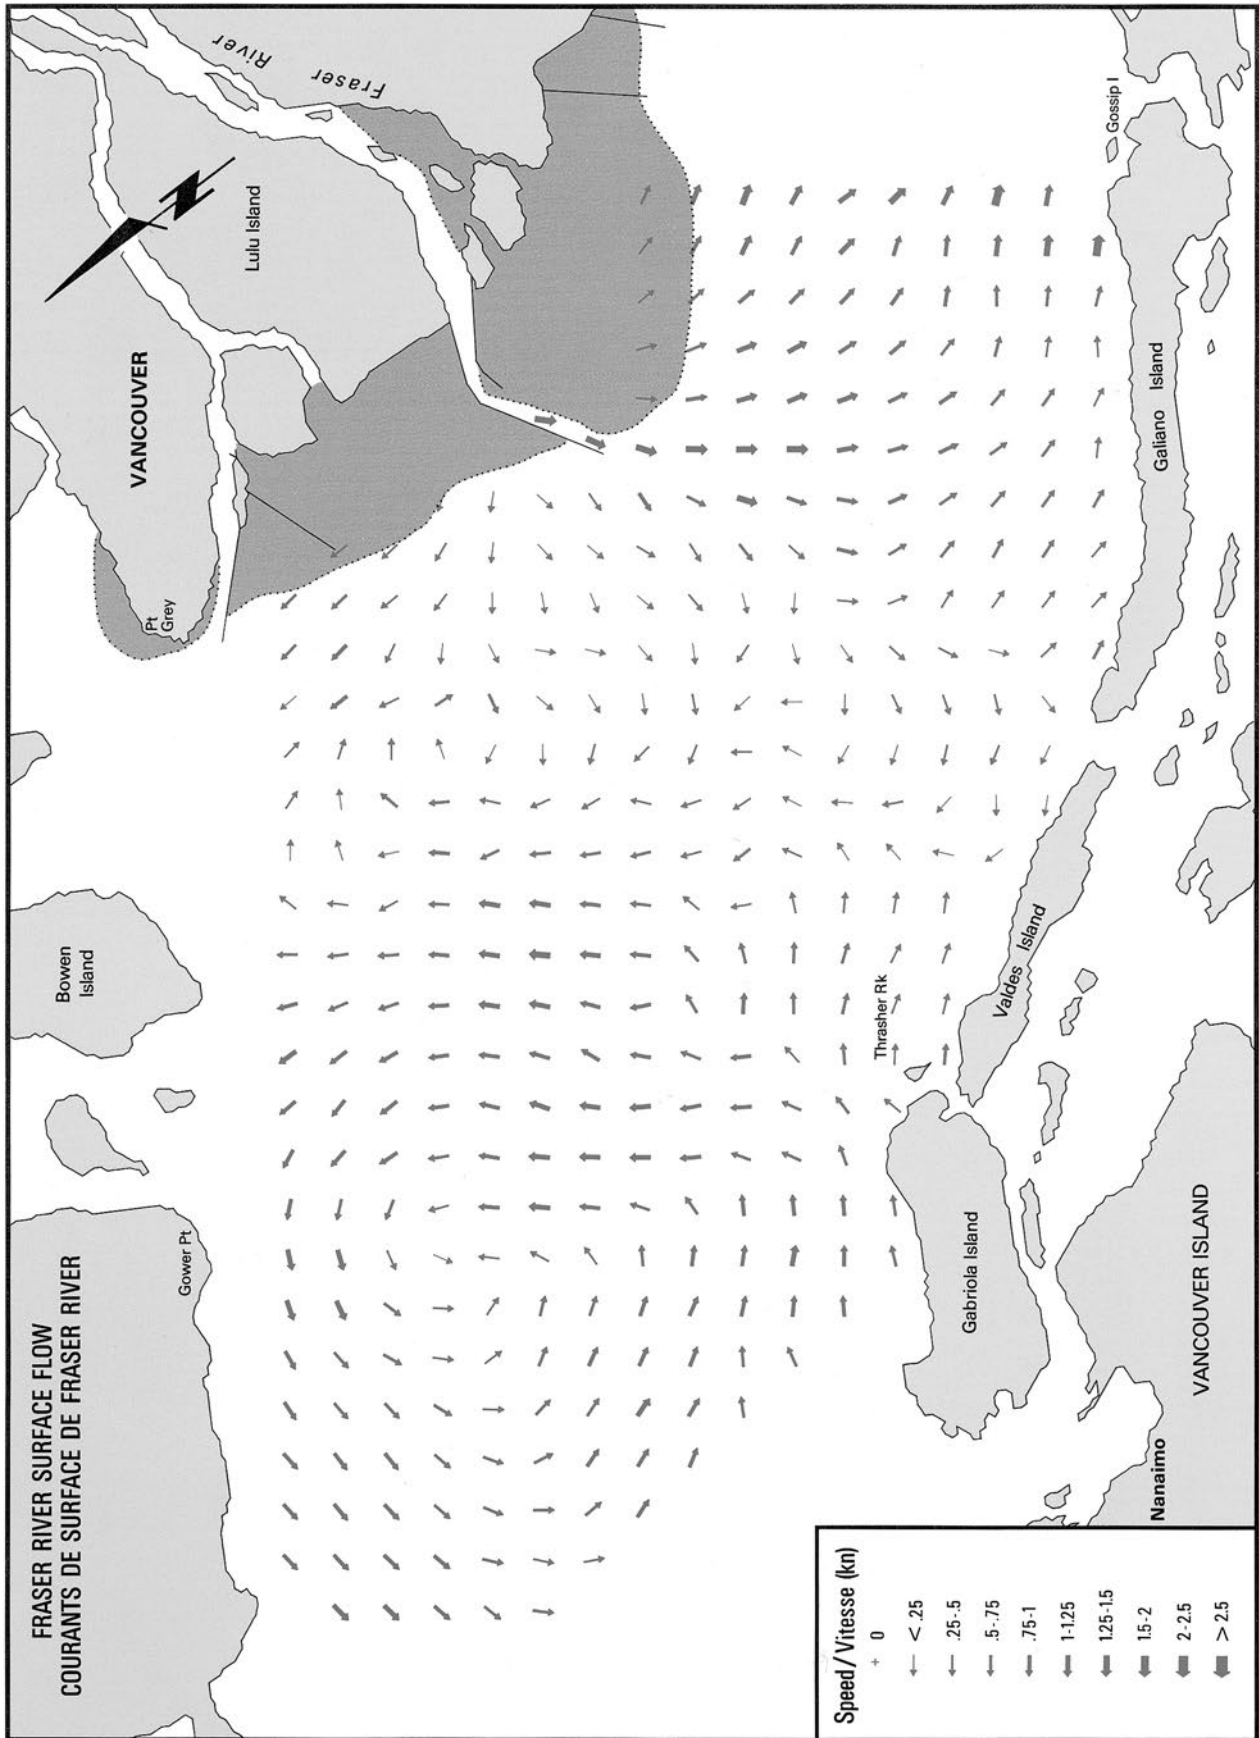 FRASER RIVER SURFACE FLOW
COURANTS DE SURFACE DE FRASER RIVER
Gower Pt
Bowen
Island
Pt
Grey
VANCOUVER
Lulu Island
Fraser
River
N
Gossip I
Galiano Island
Thrasher Rk
Valdes Island
Gabriola Island
VANCOUVER ISLAND
Nanaimo
Speed/Vitesse (kn)
0
< .25
.25-.5
.5-.75
.75-1
1-1.25
1.25-1.5
1.5-2
2-2.5
> 2.5